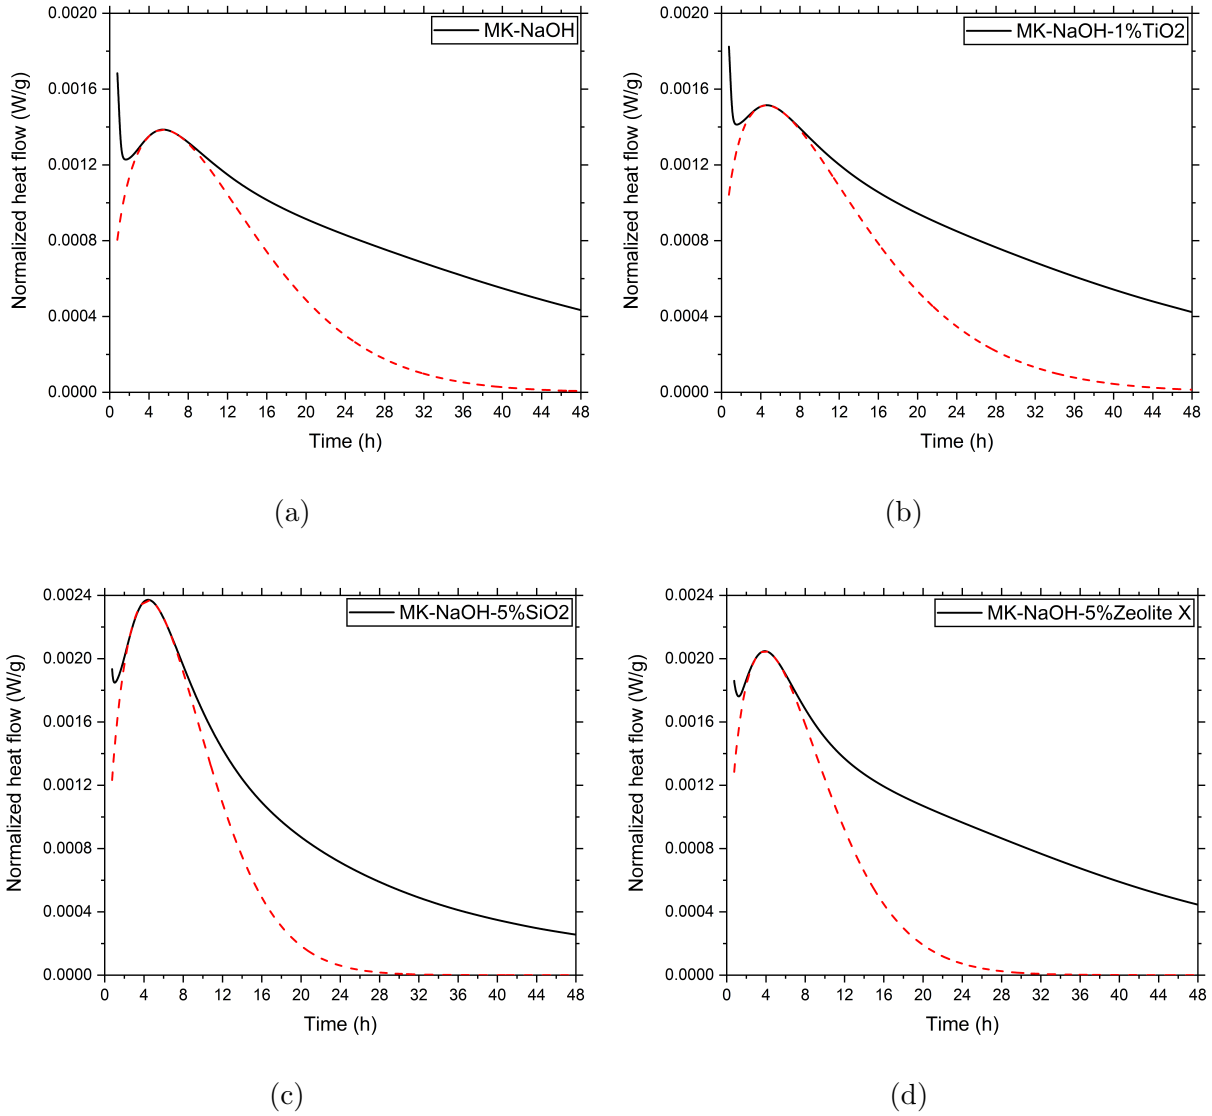 MK-NaOH
Normalized heat flow (W/g)
0.0020
0.0016
0.0012
0.0008
0.0004
0.0000
0 4 8 12 16 20 24 28 32 36 40 44 48
Time (h)
(a)
MK-NaOH-1%TiO2
Normalized heat flow (W/g)
0.0020
0.0016
0.0012
0.0008
0.0004
0.0000
0 4 8 12 16 20 24 28 32 36 40 44 48
Time (h)
(b)
MK-NaOH-5%SiO2
Normalized heat flow (W/g)
0.0024
0.0020
0.0016
0.0012
0.0008
0.0004
0.0000
0 4 8 12 16 20 24 28 32 36 40 44 48
Time (h)
(c)
MK-NaOH-5%Zeolite X
Normalized heat flow (W/g)
0.0024
0.0020
0.0016
0.0012
0.0008
0.0004
0.0000
0 4 8 12 16 20 24 28 32 36 40 44 48
Time (h)
(d)